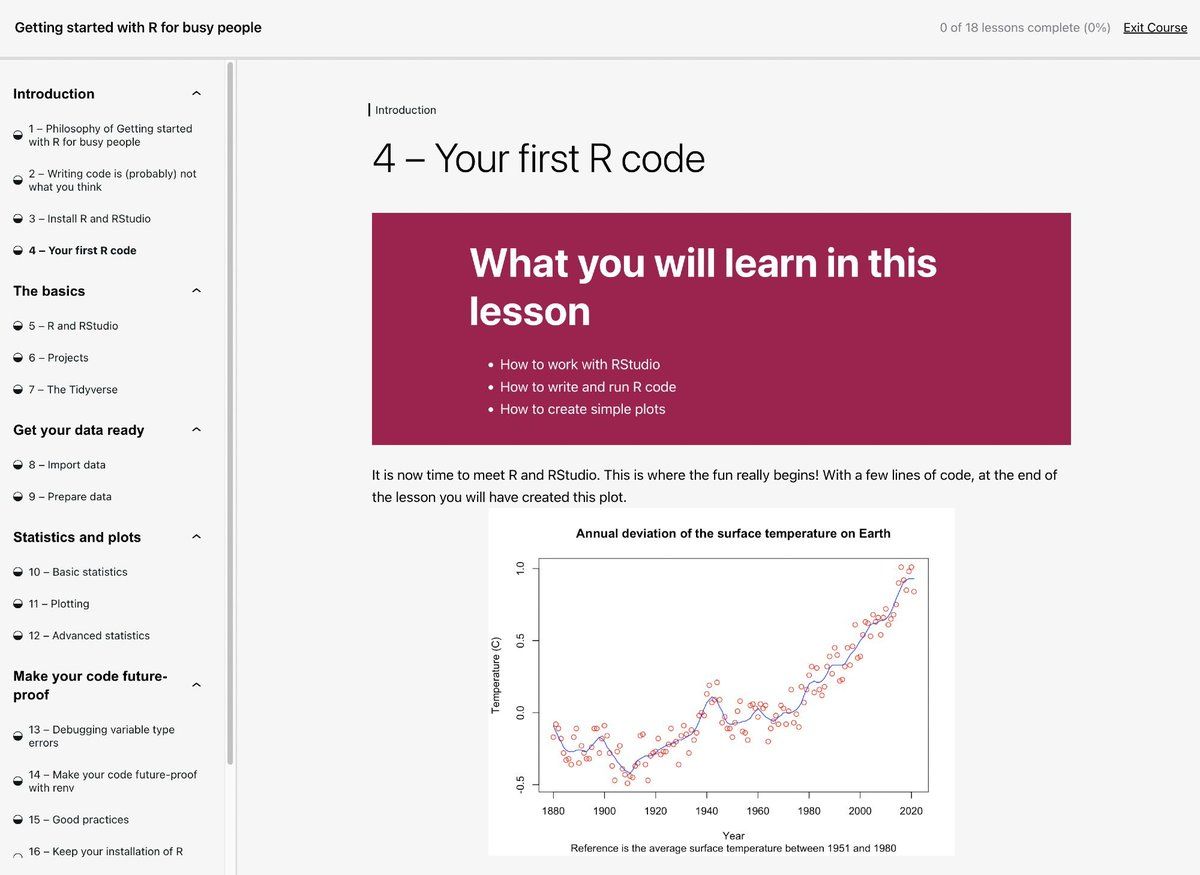 Getting started with R for busy people
0 of 18 lessons complete (0%)
Exit Course
Introduction
1 – Philosophy of Getting started
with R for busy people
2 – Writing code is (probably) not
what you think
3 – Install R and RStudio
4 – Your first R code
The basics
5 – R and RStudio
6 – Projects
7 – The Tidyverse
Get your data ready
8 – Import data
9 – Prepare data
Statistics and plots
10 – Basic statistics
11 – Plotting
12 – Advanced statistics
Make your code future-
proof
13 – Debugging variable type
errors
14 – Make your code future-proof
with renv
15 – Good practices
16 – Keep your installation of R
Introduction
4 – Your first R code
What you will learn in this
lesson
• How to work with RStudio
• How to write and run R code
• How to create simple plots
It is now time to meet R and RStudio. This is where the fun really begins! With a few lines of code, at the end of
the lesson you will have created this plot.
Annual deviation of the surface temperature on Earth
Temperature (C)
1.0
0.5
0.0
-0.5
1880 1900 1920 1940 1960 1980 2000 2020
Year
Reference is the average surface temperature between 1951 and 1980